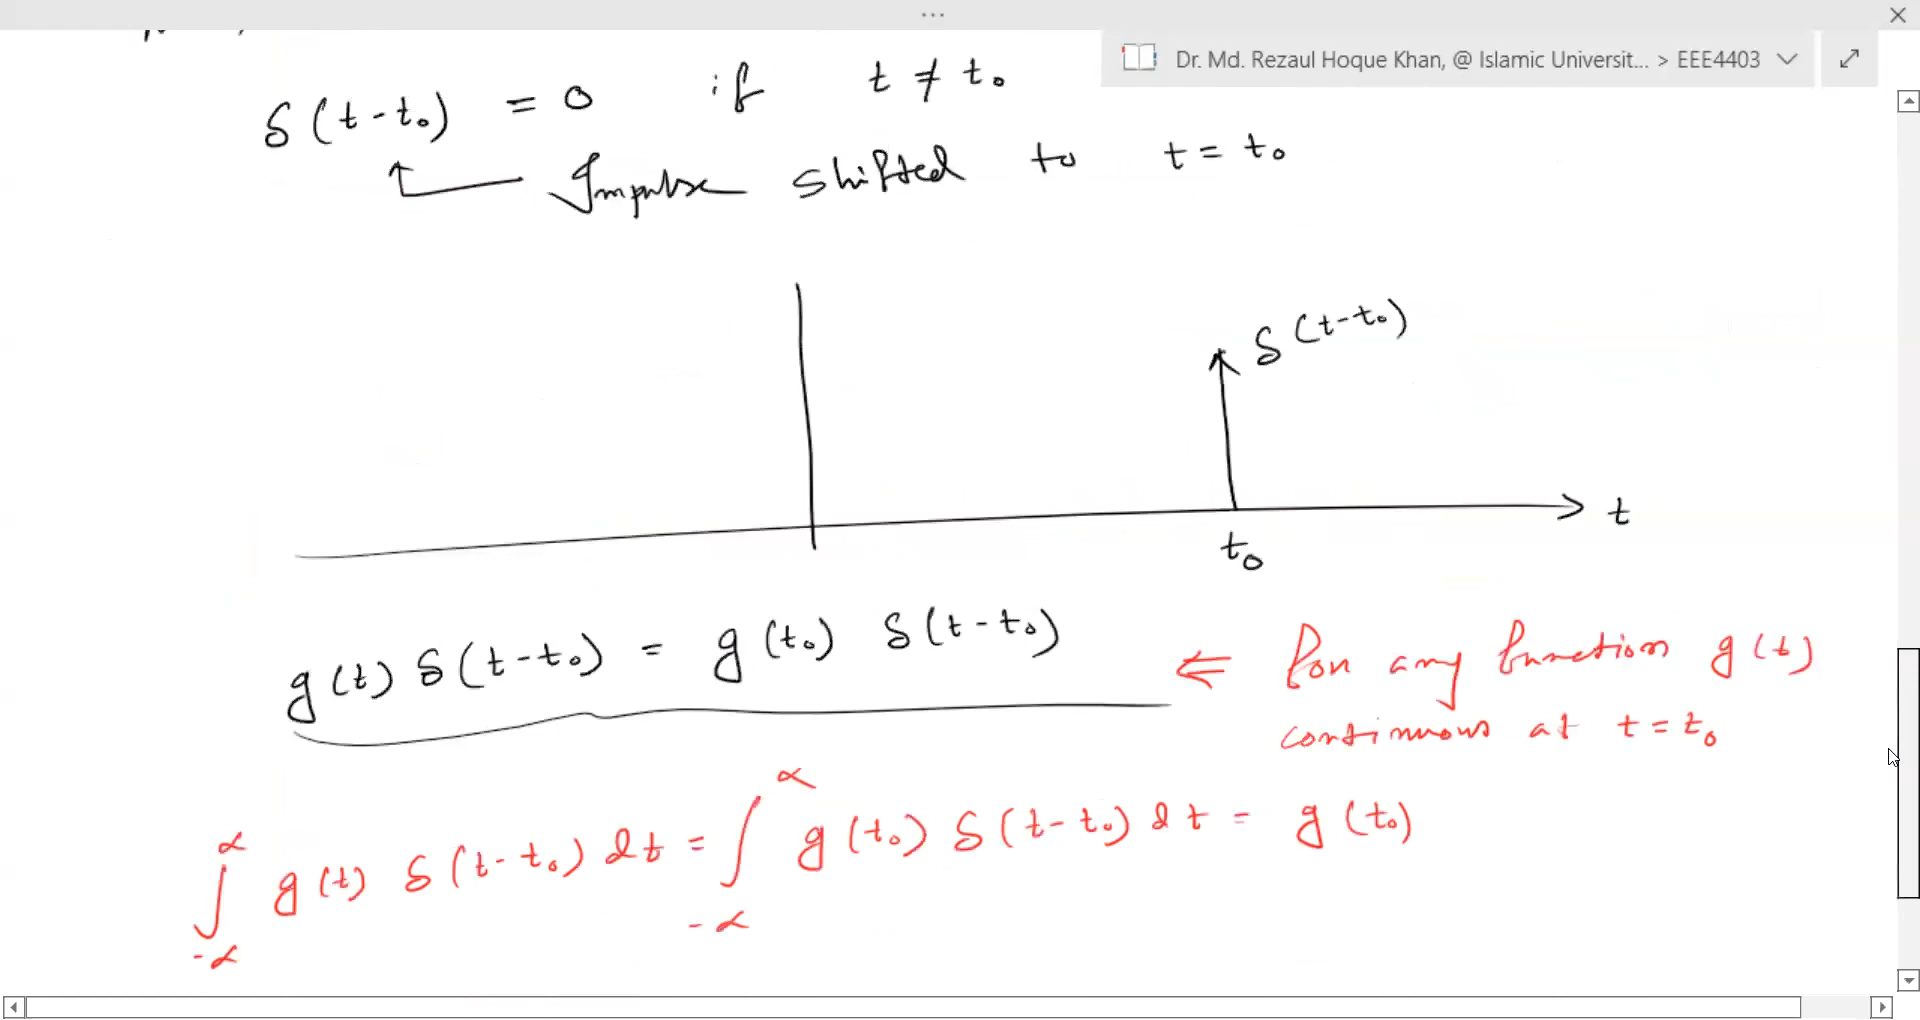 ...
Dr. Md. Rezaul Hoque Khan, @ Islamic Universit... > EEE4403
δ(t-t₀) = 0 if t ≠ t₀
Impulse shifted to t = t₀
δ(t-t₀)
t
t₀
g(t) δ(t-t₀) = g(t₀) δ(t-t₀)
⇐ for any function g(t)
continuous at t = t₀
∫_{-α}^{α} g(t) δ(t-t₀) dt = ∫_{-α}^{α} g(t₀) δ(t-t₀) dt = g(t₀)